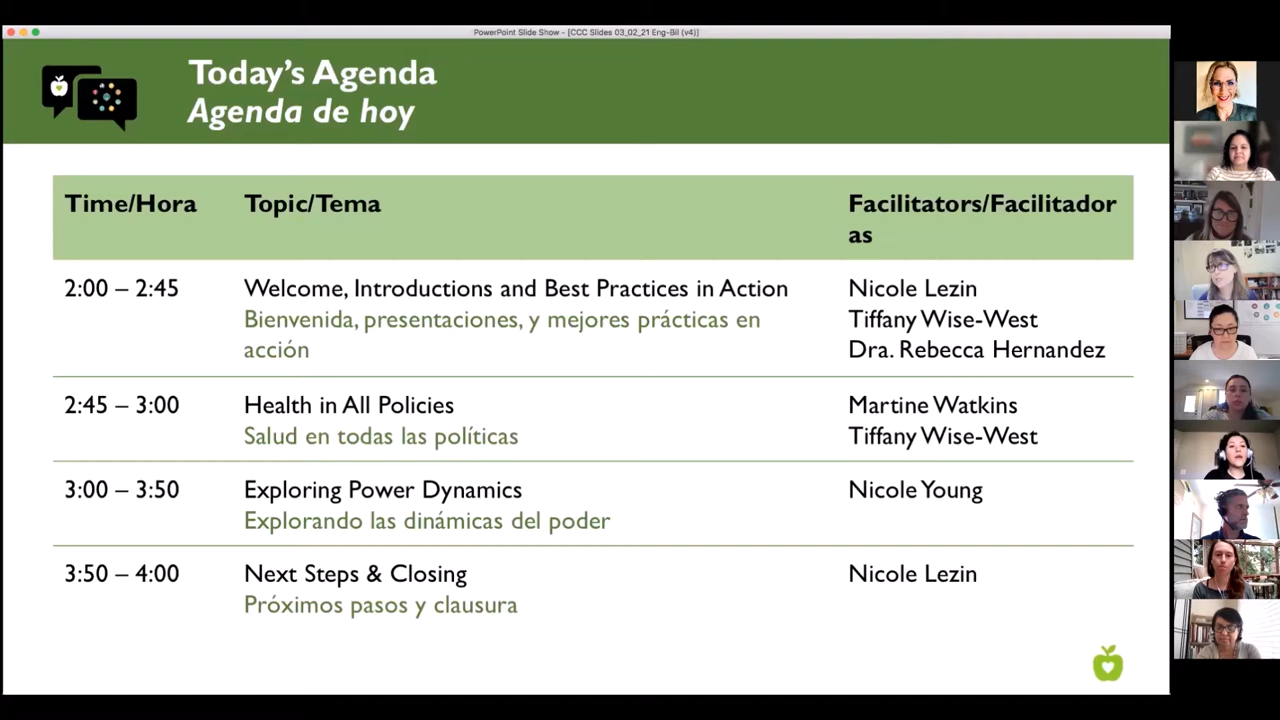 PowerPoint Slide Show - [CCC Slides 03_02_21 Eng-Bil (v4)]
Today's Agenda
Agenda de hoy
Time/Hora Topic/Tema Facilitators/Facilitador
as
2:00 – 2:45 Welcome, Introductions and Best Practices in Action Nicole Lezin
Bienvenida, presentaciones, y mejores prácticas en Tiffany Wise-West
acción Dra. Rebecca Hernandez
2:45 – 3:00 Health in All Policies Martine Watkins
Salud en todas las políticas Tiffany Wise-West
3:00 – 3:50 Exploring Power Dynamics Nicole Young
Explorando las dinámicas del poder
3:50 – 4:00 Next Steps & Closing Nicole Lezin
Próximos pasos y clausura